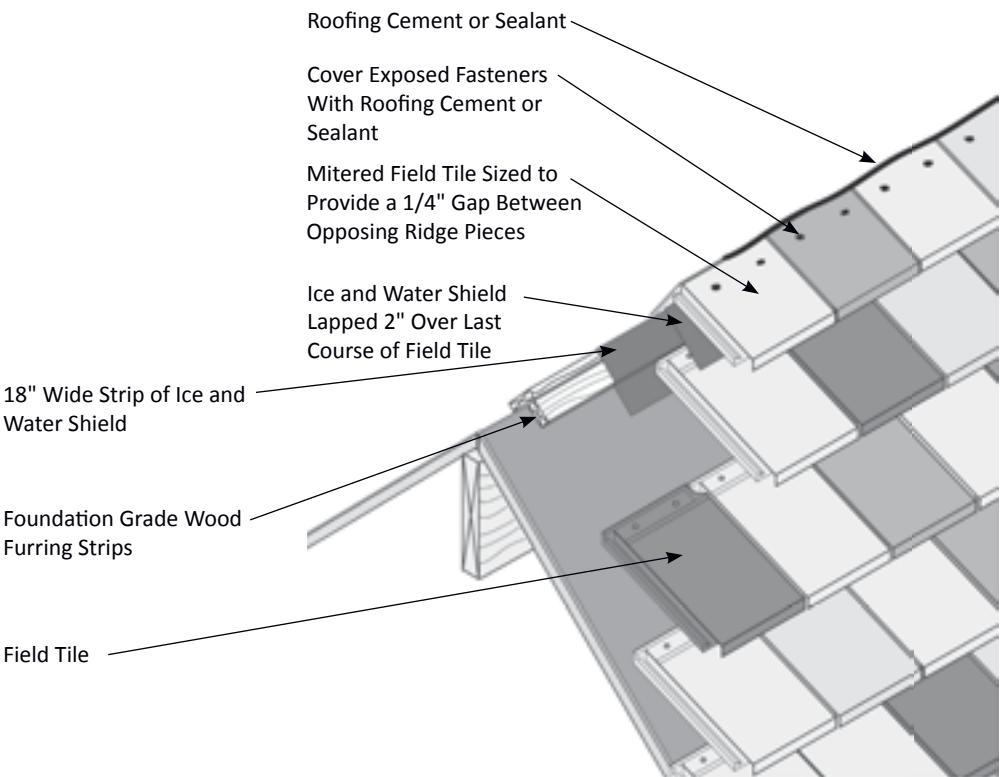 Roofing Cement or Sealant
Cover Exposed Fasteners
With Roofing Cement or
Sealant
Mitered Field Tile Sized to
Provide a 1/4" Gap Between
Opposing Ridge Pieces
Ice and Water Shield
Lapped 2" Over Last
Course of Field Tile
18" Wide Strip of Ice and
Water Shield
Foundation Grade Wood
Furring Strips
Field Tile